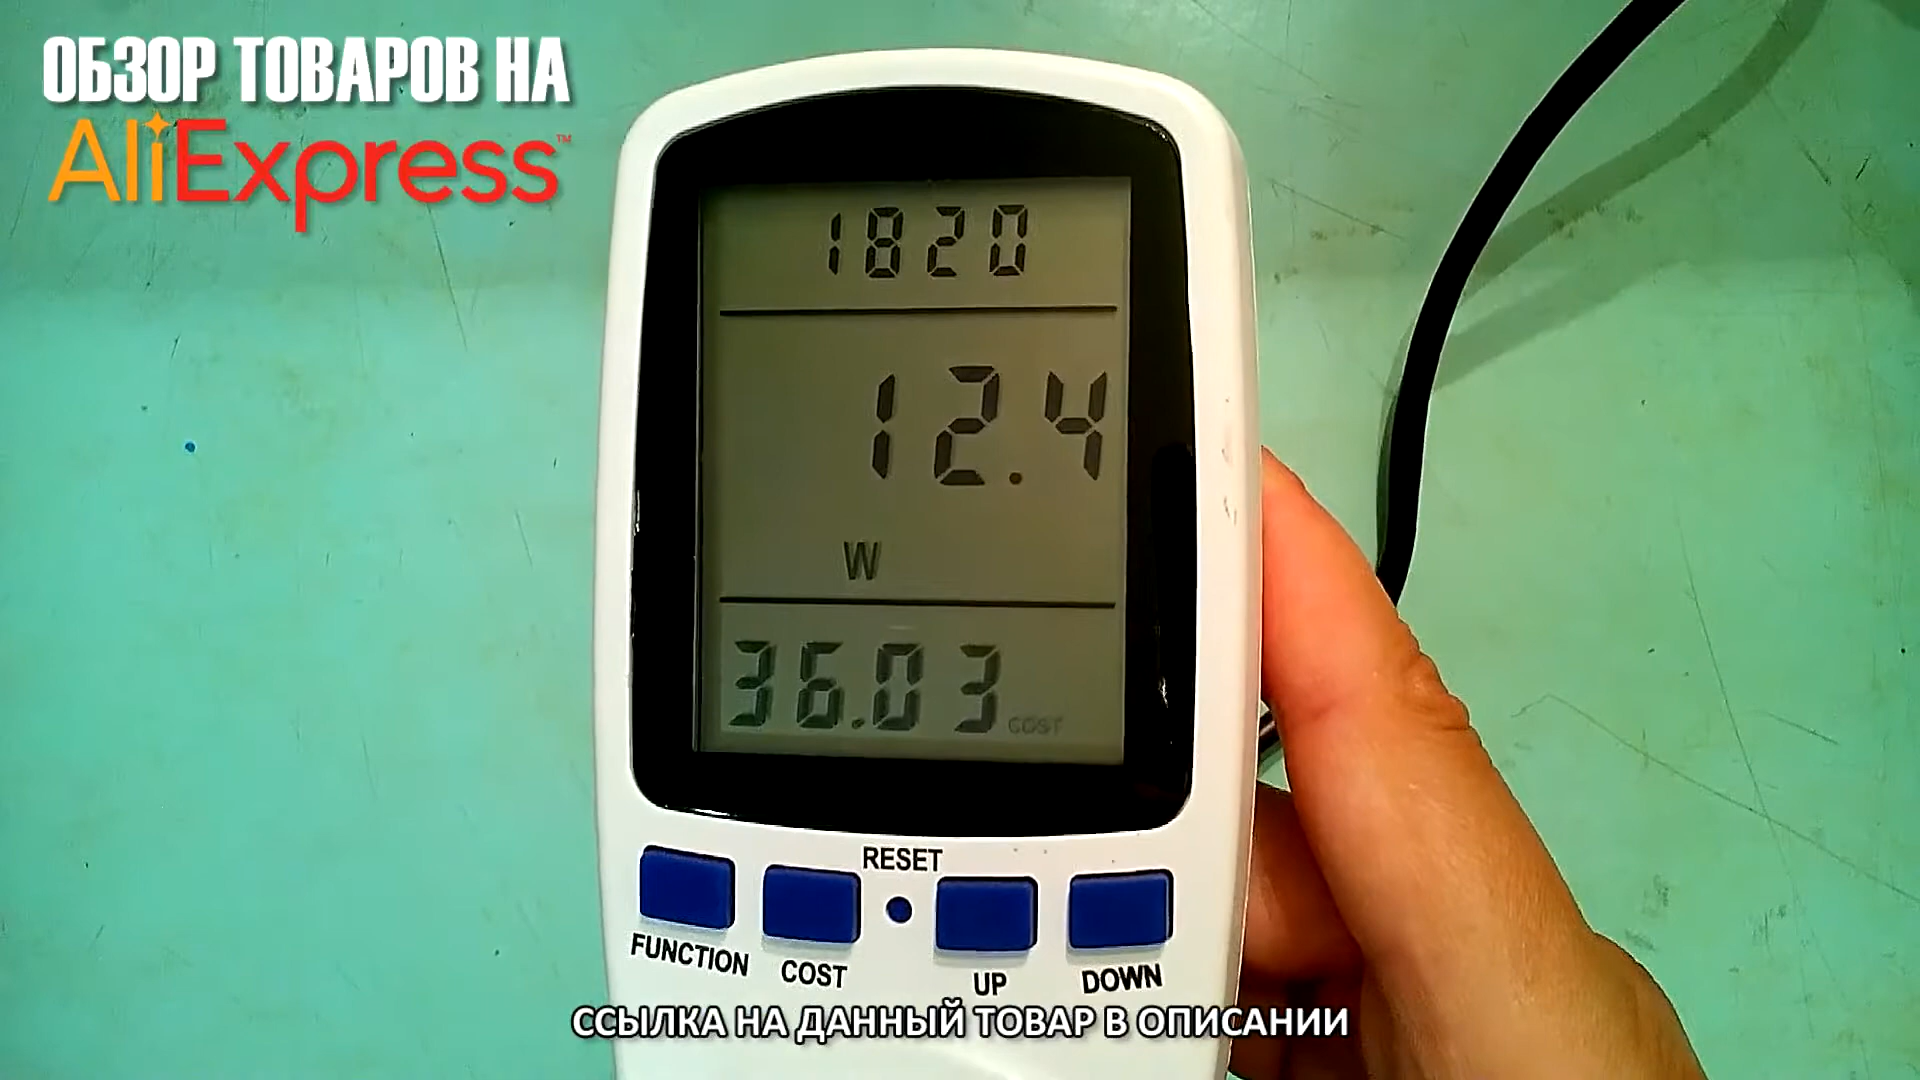 ОБЗОР ТОВАРОВ НА
AliExpress™
1820
12.4
W
36.03 COST
RESET
FUNCTION COST UP DOWN
ССЫЛКА НА ДАННЫЙ ТОВАР В ОПИСАНИИ